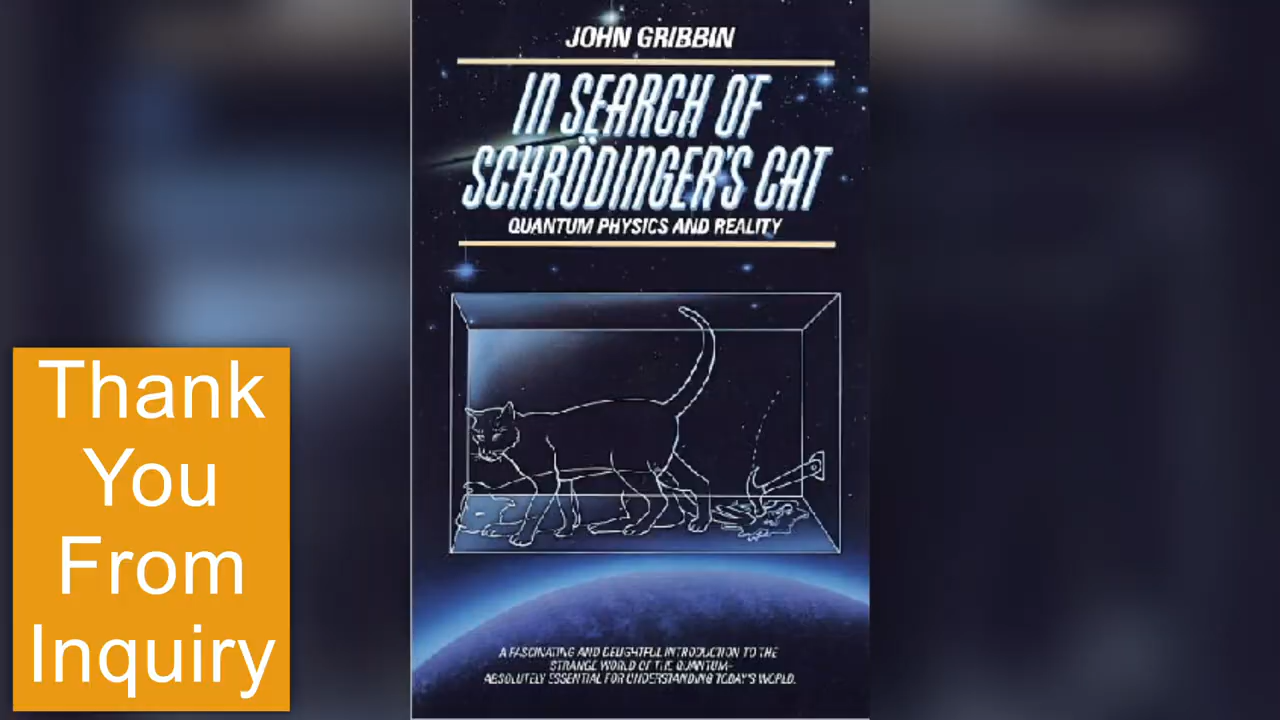 JOHN GRIBBIN
IN SEARCH OF
SCHRÖDINGER'S CAT
QUANTUM PHYSICS AND REALITY
A FASCINATING AND DELIGHTFUL INTRODUCTION TO THE
STRANGE WORLD OF THE QUANTUM–
ABSOLUTELY ESSENTIAL FOR UNDERSTANDING TODAY'S WORLD.
Thank
You
From
Inquiry